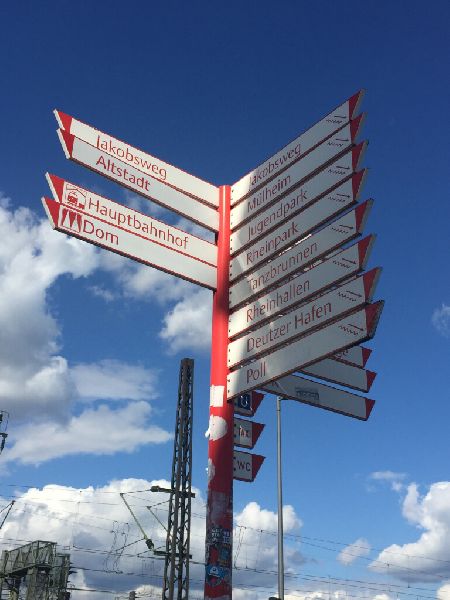 Jakobsweg
Altstadt
Hauptbahnhof
Dom
Jakobsweg
Mülheim
Jugendpark
Rheinpark
Tanzbrunnen
Rheinhallen
Deutzer Hafen
Poll
WC